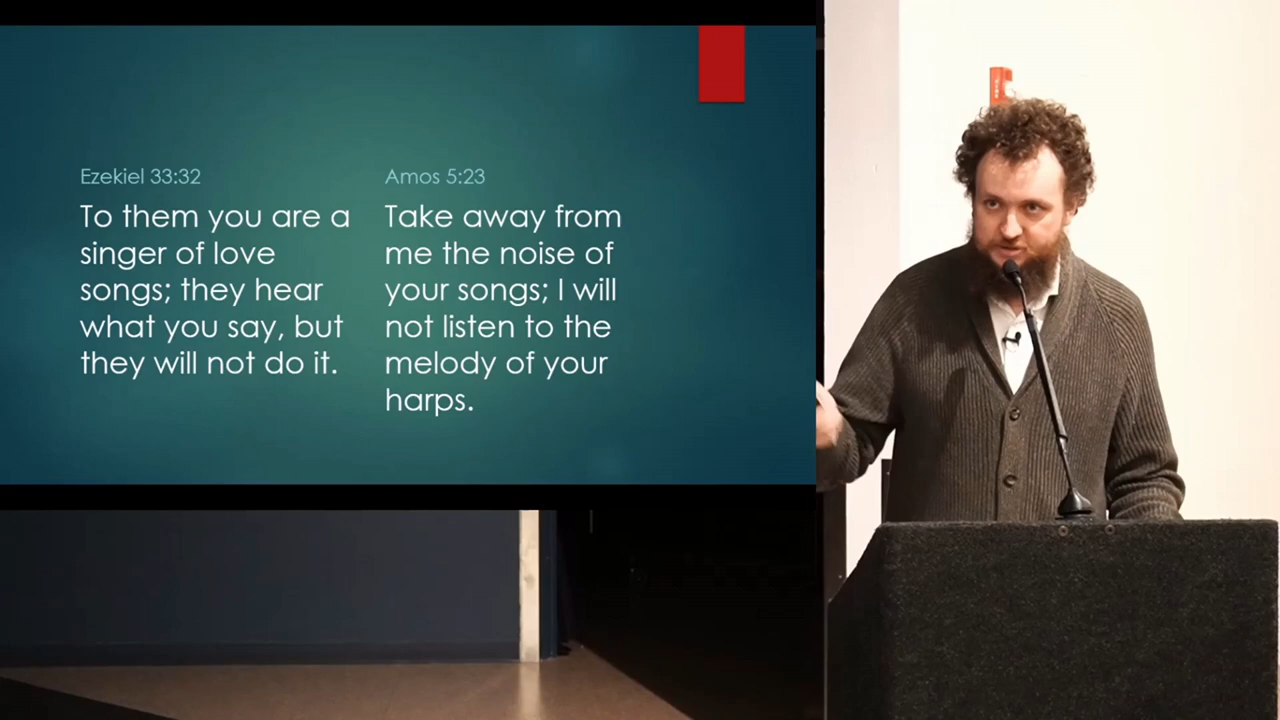 Ezekiel 33:32
To them you are a
singer of love
songs; they hear
what you say, but
they will not do it.
Amos 5:23
Take away from
me the noise of
your songs; I will
not listen to the
melody of your
harps.